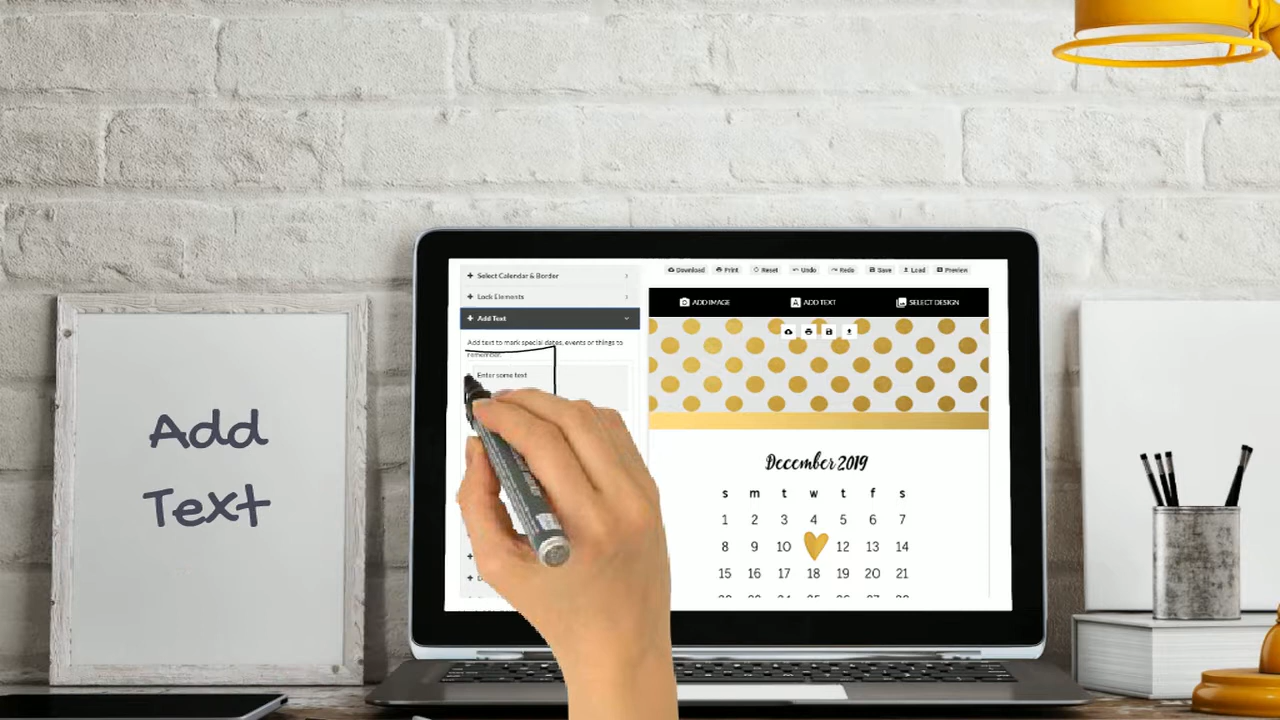 Add
Text
Select Calendar & Border
Lock Elements
Add Text
Add text to mark special dates, events or things to
remember.
Enter some text
Download Print Reset Undo Redo Save Load Preview
ADD IMAGE ADD TEXT SELECT DESIGN
December 2019
s m t w t f s
1 2 3 4 5 6 7
8 9 10 12 13 14
15 16 17 18 19 20 21